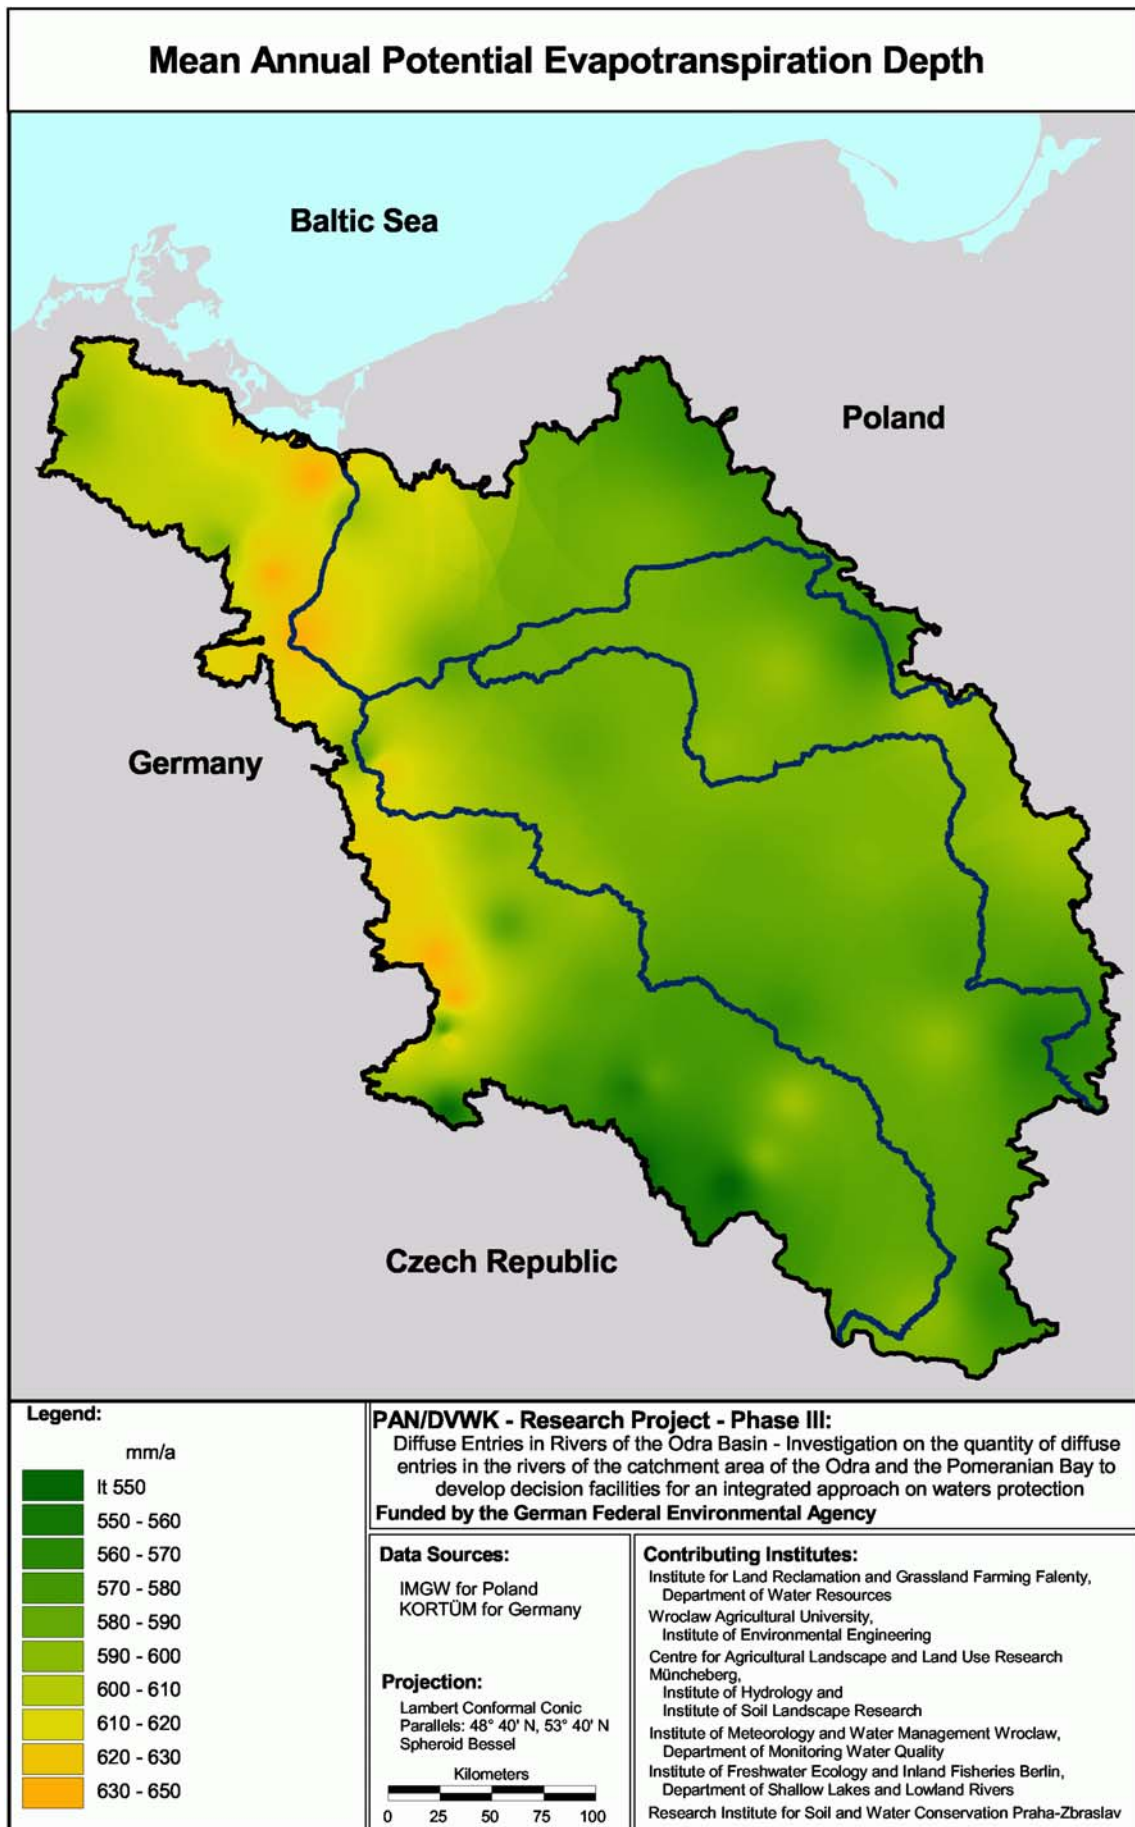 Mean Annual Potential Evapotranspiration Depth
Baltic Sea
Poland
Germany
Czech Republic
Legend:
mm/a
lt 550
550 - 560
560 - 570
570 - 580
580 - 590
590 - 600
600 - 610
610 - 620
620 - 630
630 - 650
PAN/DVWK - Research Project - Phase III:
Diffuse Entries in Rivers of the Odra Basin - Investigation on the quantity of diffuse
entries in the rivers of the catchment area of the Odra and the Pomeranian Bay to
develop decision facilities for an integrated approach on waters protection
Funded by the German Federal Environmental Agency
Data Sources:
IMGW for Poland
KORTÜM for Germany
Projection:
Lambert Conformal Conic
Parallels: 48° 40' N, 53° 40' N
Spheroid Bessel
Kilometers
0 25 50 75 100
Contributing Institutes:
Institute for Land Reclamation and Grassland Farming Falenty,
Department of Water Resources
Wroclaw Agricultural University,
Institute of Environmental Engineering
Centre for Agricultural Landscape and Land Use Research
Müncheberg,
Institute of Hydrology and
Institute of Soil Landscape Research
Institute of Meteorology and Water Management Wroclaw,
Department of Monitoring Water Quality
Institute of Freshwater Ecology and Inland Fisheries Berlin,
Department of Shallow Lakes and Lowland Rivers
Research Institute for Soil and Water Conservation Praha-Zbraslav